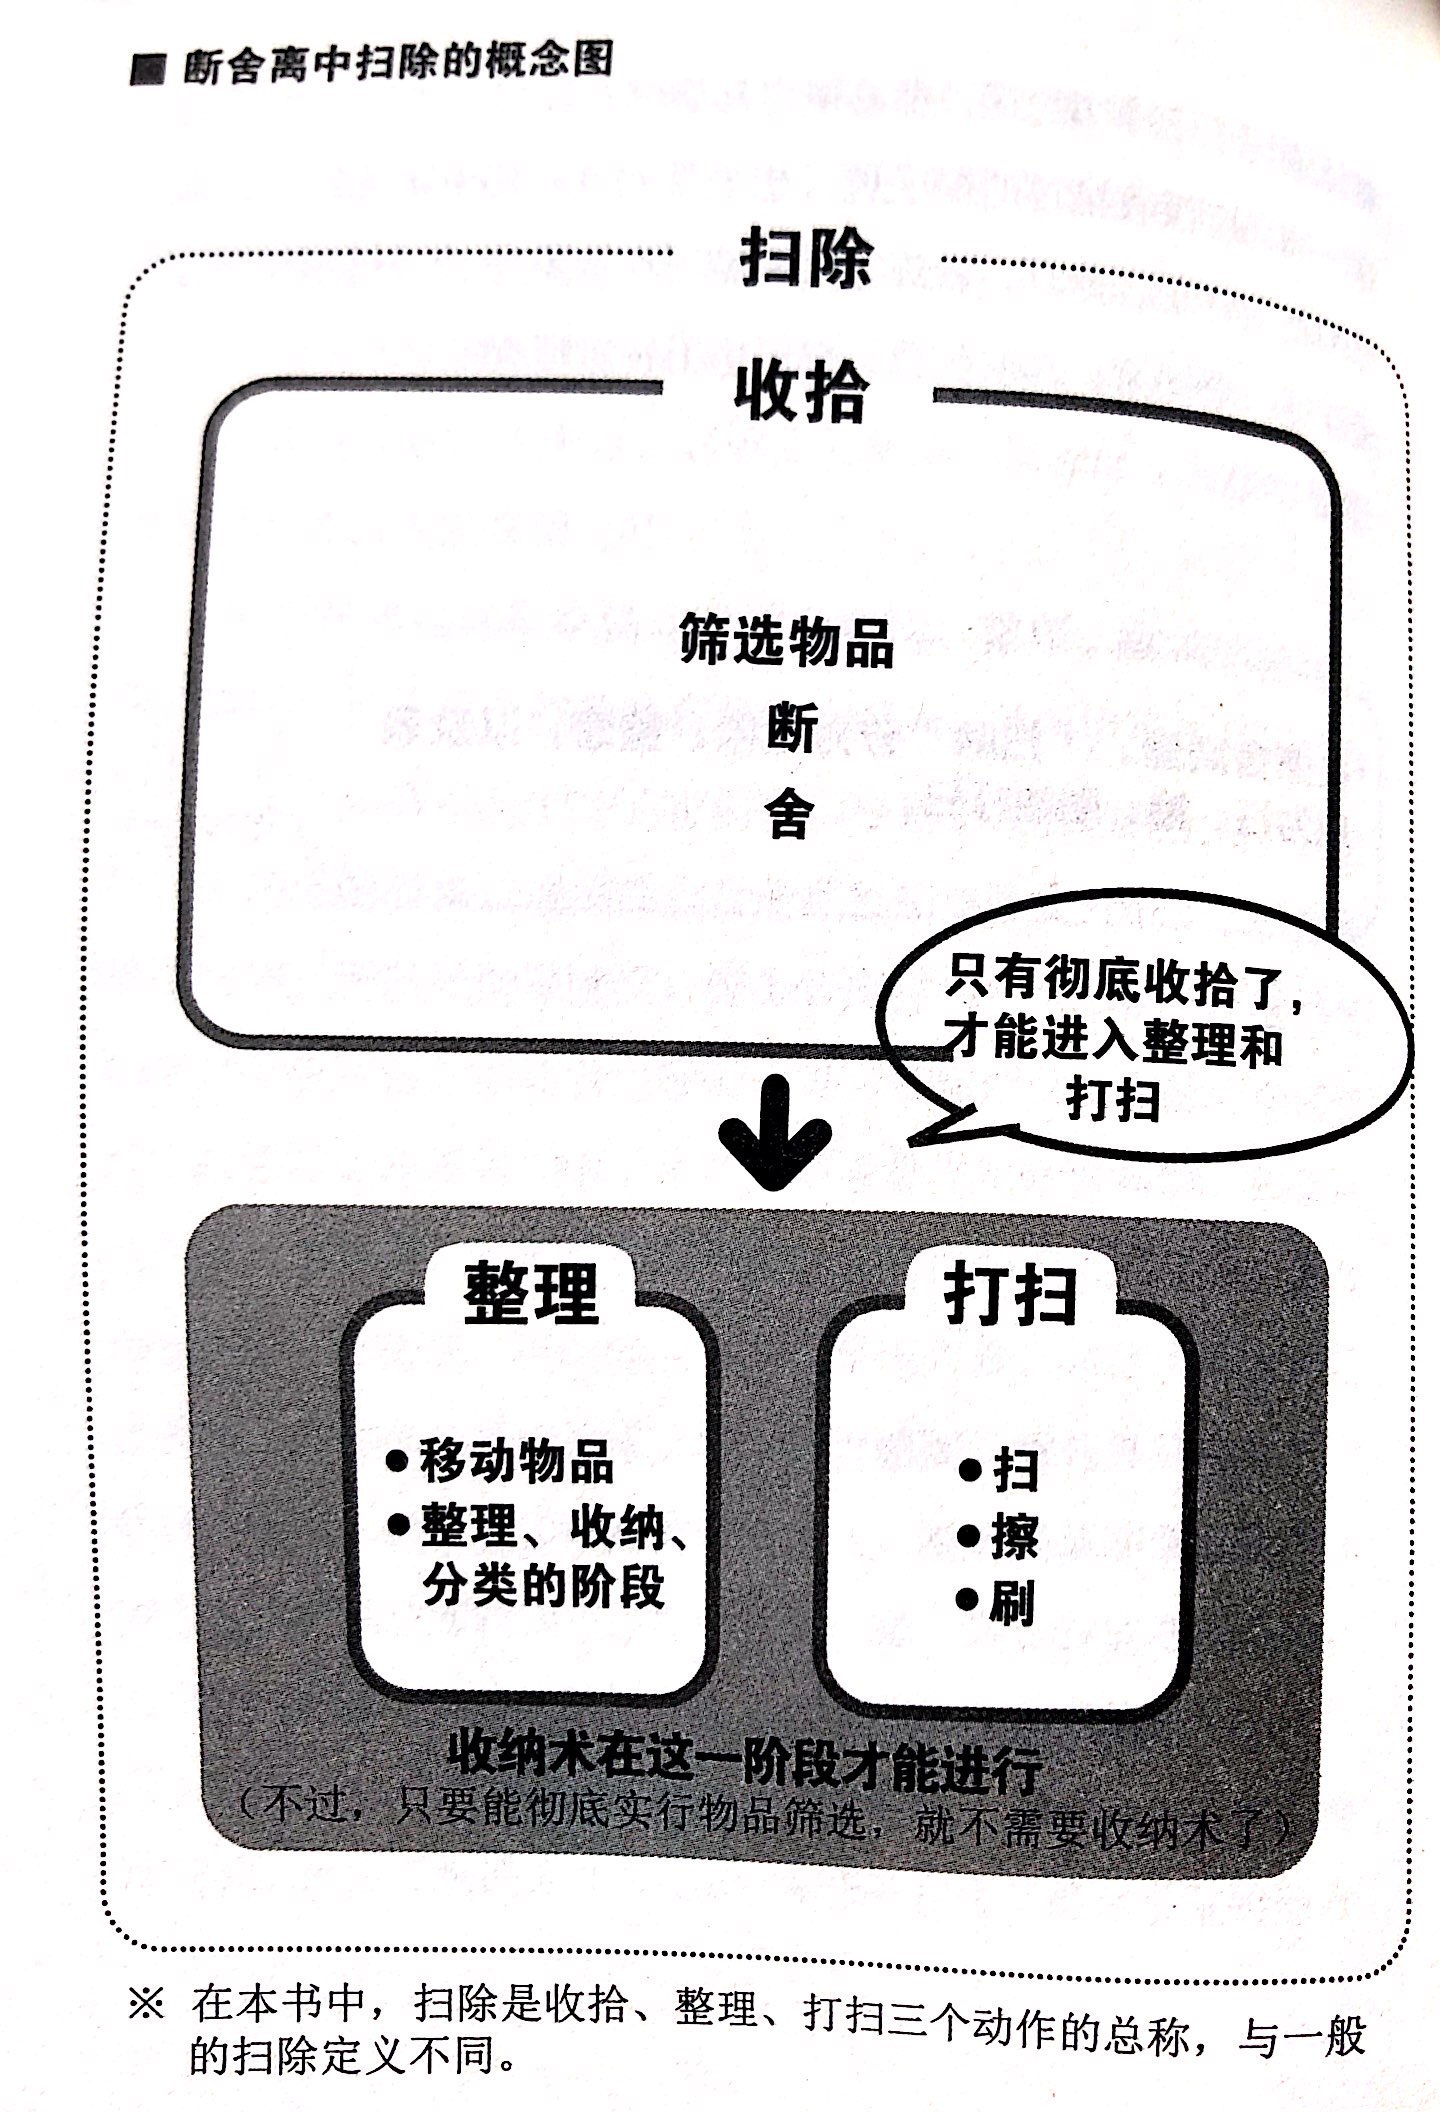 ■ 断舍离中扫除的概念图
扫除
收拾
筛选物品
断
舍
只有彻底收拾了，
才能进入整理和
打扫
整理
●移动物品
●整理、收纳、
分类的阶段
打扫
●扫
●擦
●刷
收纳术在这一阶段才能进行
（不过，只要能彻底实行物品筛选，就不需要收纳术了）
※ 在本书中，扫除是收拾、整理、打扫三个动作的总称，与一般
的扫除定义不同。